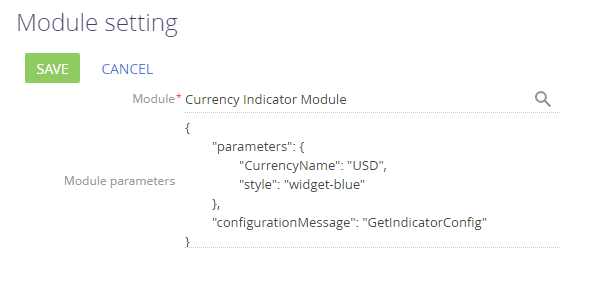 Module setting
SAVE CANCEL
Module* Currency Indicator Module
{
"parameters": {
"CurrencyName": "USD",
"style": "widget-blue"
Module parameters
},
"configurationMessage": "GetIndicatorConfig"
}